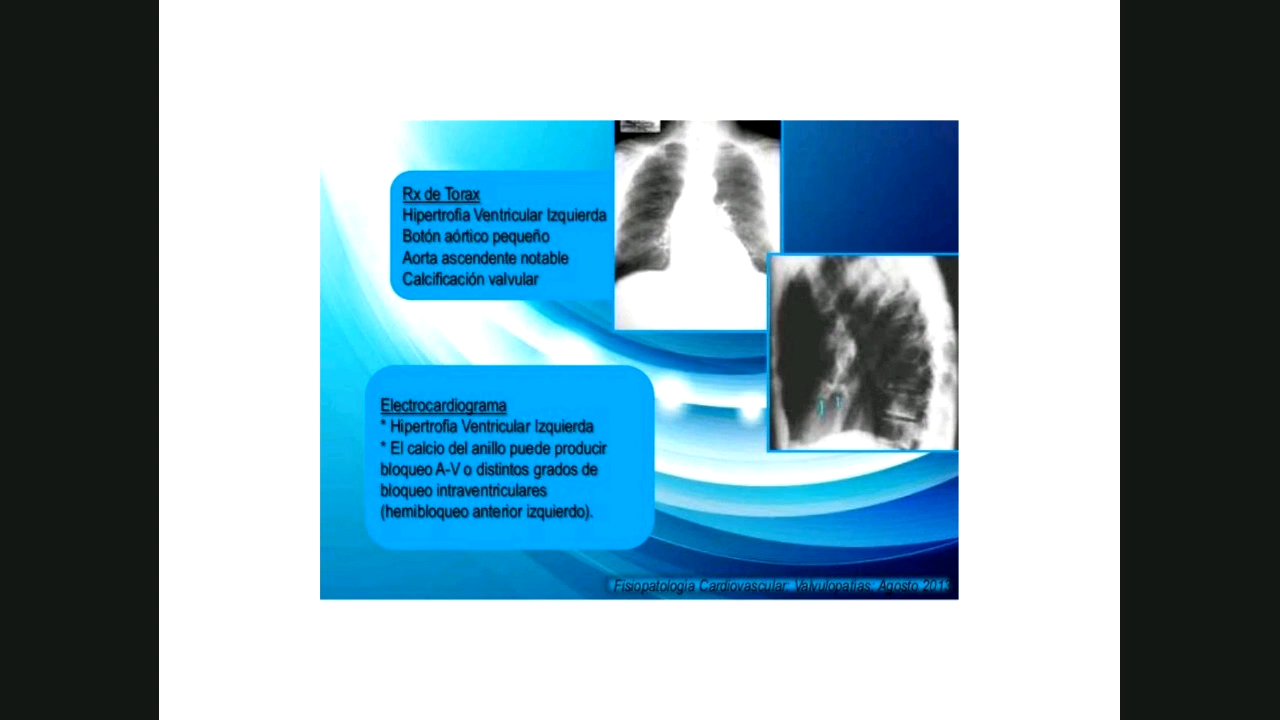 Rx de Torax
Hipertrofia Ventricular Izquierda
Botón aórtico pequeño
Aorta ascendente notable
Calcificación valvular
Electrocardiograma
* Hipertrofia Ventricular Izquierda
* El calcio del anillo puede producir
bloqueo A-V o distintos grados de
bloqueo intraventriculares
(hemibloqueo anterior izquierdo).
Fisiopatología Cardiovascular. Valvulopatías. Agosto